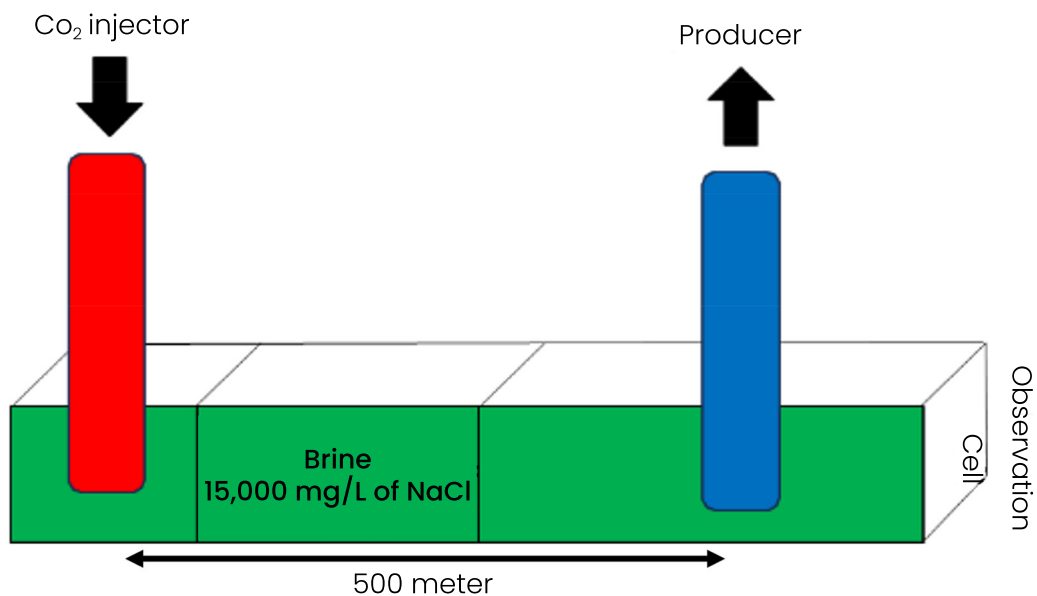 Co₂ injector
Producer
Brine
15,000 mg/L of NaCl
Observation
Cell
500 meter